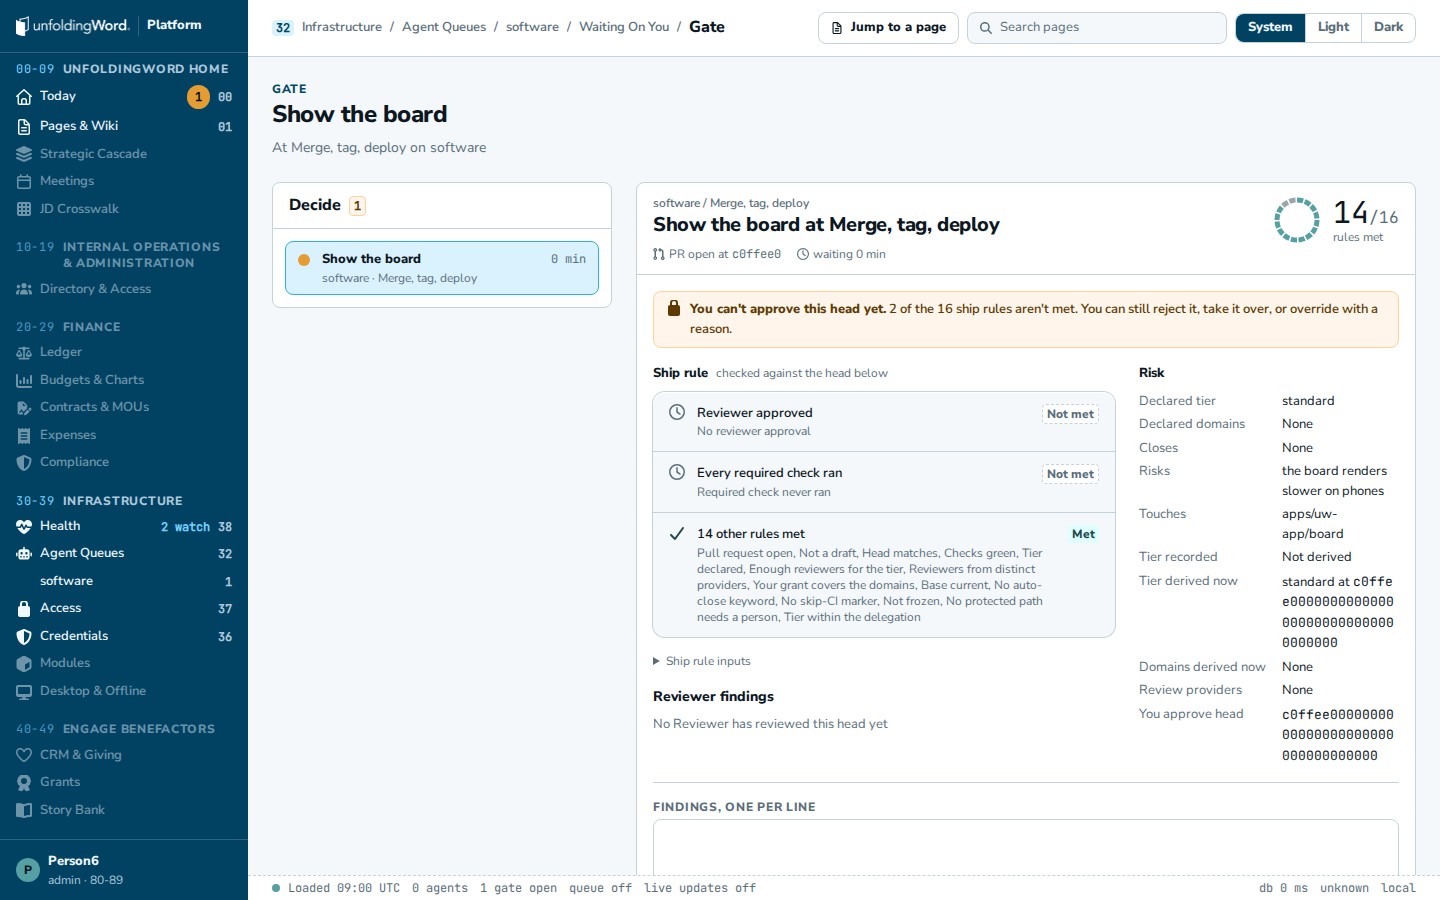 unfoldingWord. Platform
00-09 UNFOLDINGWORD HOME
Today 1 00
Pages & Wiki 01
Strategic Cascade
Meetings
JD Crosswalk
10-19 INTERNAL OPERATIONS
& ADMINISTRATION
Directory & Access
20-29 FINANCE
Ledger
Budgets & Charts
Contracts & MOUs
Expenses
Compliance
30-39 INFRASTRUCTURE
Health 2 watch 38
Agent Queues 32
software 1
Access 37
Credentials 36
Modules
Desktop & Offline
40-49 ENGAGE BENEFACTORS
CRM & Giving
Grants
Story Bank
P Person6
admin · 80-89
32 Infrastructure / Agent Queues / software / Waiting On You / Gate
Jump to a page
Search pages
System Light Dark
GATE
Show the board
At Merge, tag, deploy on software
Decide 1
Show the board 0 min
software · Merge, tag, deploy
software / Merge, tag, deploy
Show the board at Merge, tag, deploy
PR open at c0ffee0 waiting 0 min
14/16
rules met
You can't approve this head yet. 2 of the 16 ship rules aren't met. You can still reject it, take it over, or override with a
reason.
Ship rule checked against the head below
Reviewer approved Not met
No reviewer approval
Every required check ran Not met
Required check never ran
14 other rules met Met
Pull request open, Not a draft, Head matches, Checks green, Tier
declared, Enough reviewers for the tier, Reviewers from distinct
providers, Your grant covers the domains, Base current, No auto-
close keyword, No skip-CI marker, Not frozen, No protected path
needs a person, Tier within the delegation
Ship rule inputs
Reviewer findings
No Reviewer has reviewed this head yet
Risk
Declared tier standard
Declared domains None
Closes None
Risks the board renders
slower on phones
Touches apps/uw-
app/board
Tier recorded Not derived
Tier derived now standard at c0ffe
e0000000000000
00000000000000
0000000
Domains derived now None
Review providers None
You approve head c0ffee00000000
00000000000000
000000000000
FINDINGS, ONE PER LINE
Loaded 09:00 UTC 0 agents 1 gate open queue off live updates off
db 0 ms unknown local